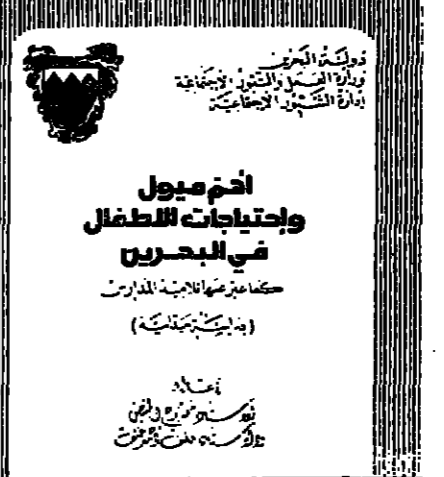 دولة البحرين
وزارة العمل والشئون الاجتماعية
إدارة الشئون الاجتماعية
أهم ميول
واحتياجات الأطفال
في البحرين
كما عبر عنها تلاميذ المدارس
(دراسة ميدانية)
إعداد